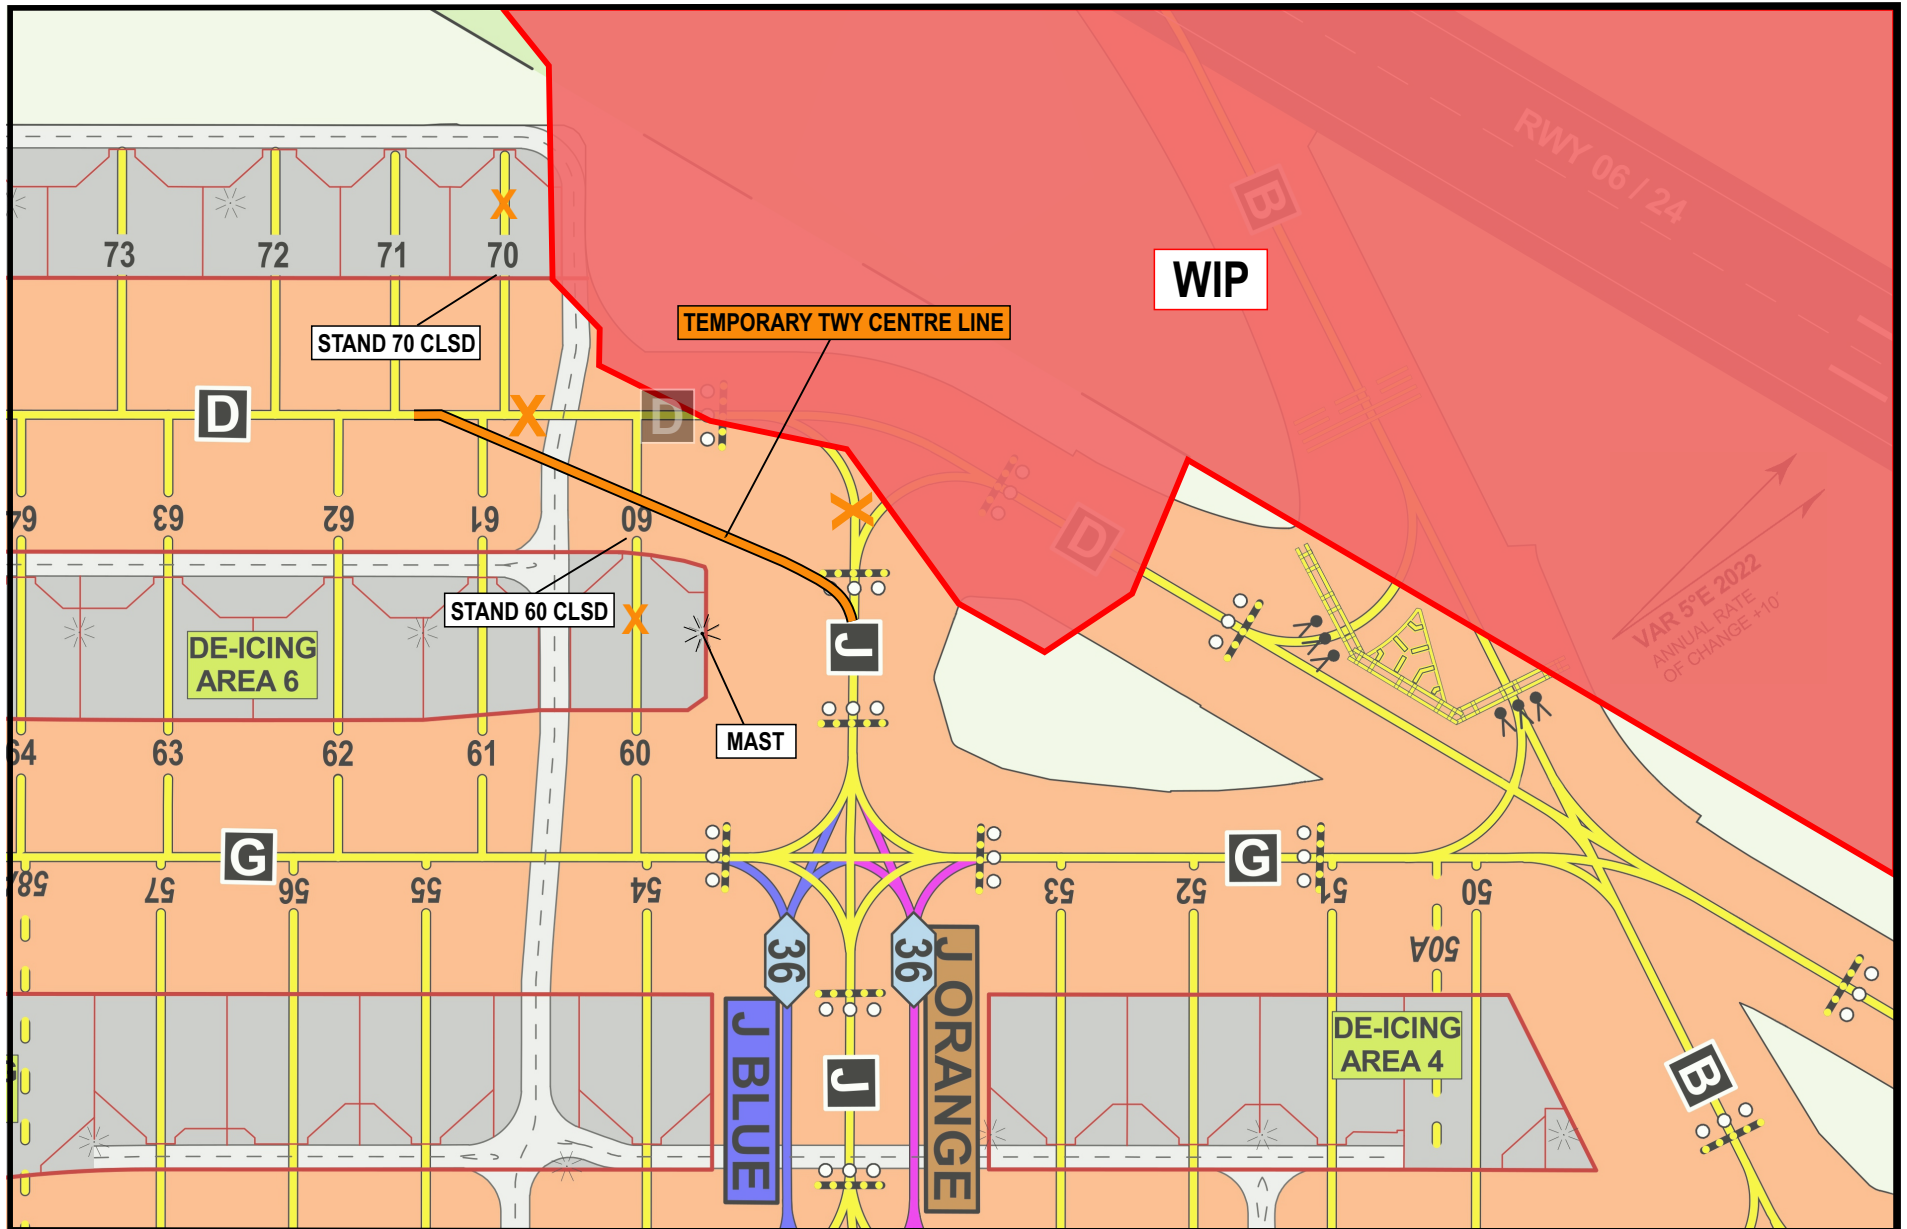 RWY 06 / 24
B
WIP
73
72
71
70
X
STAND 70 CLSD
TEMPORARY TWY CENTRE LINE
D
X
D
X
D
64
63
62
61
60
STAND 60 CLSD
X
DE-ICING
AREA 6
J
MAST
VAR 5°E 2022
ANNUAL RATE
OF CHANGE +10'
64
63
62
61
60
G
G
58A
57
56
55
54
53
52
51
50
50A
36
36
J BLUE
J
J ORANGE
DE-ICING
AREA 4
B